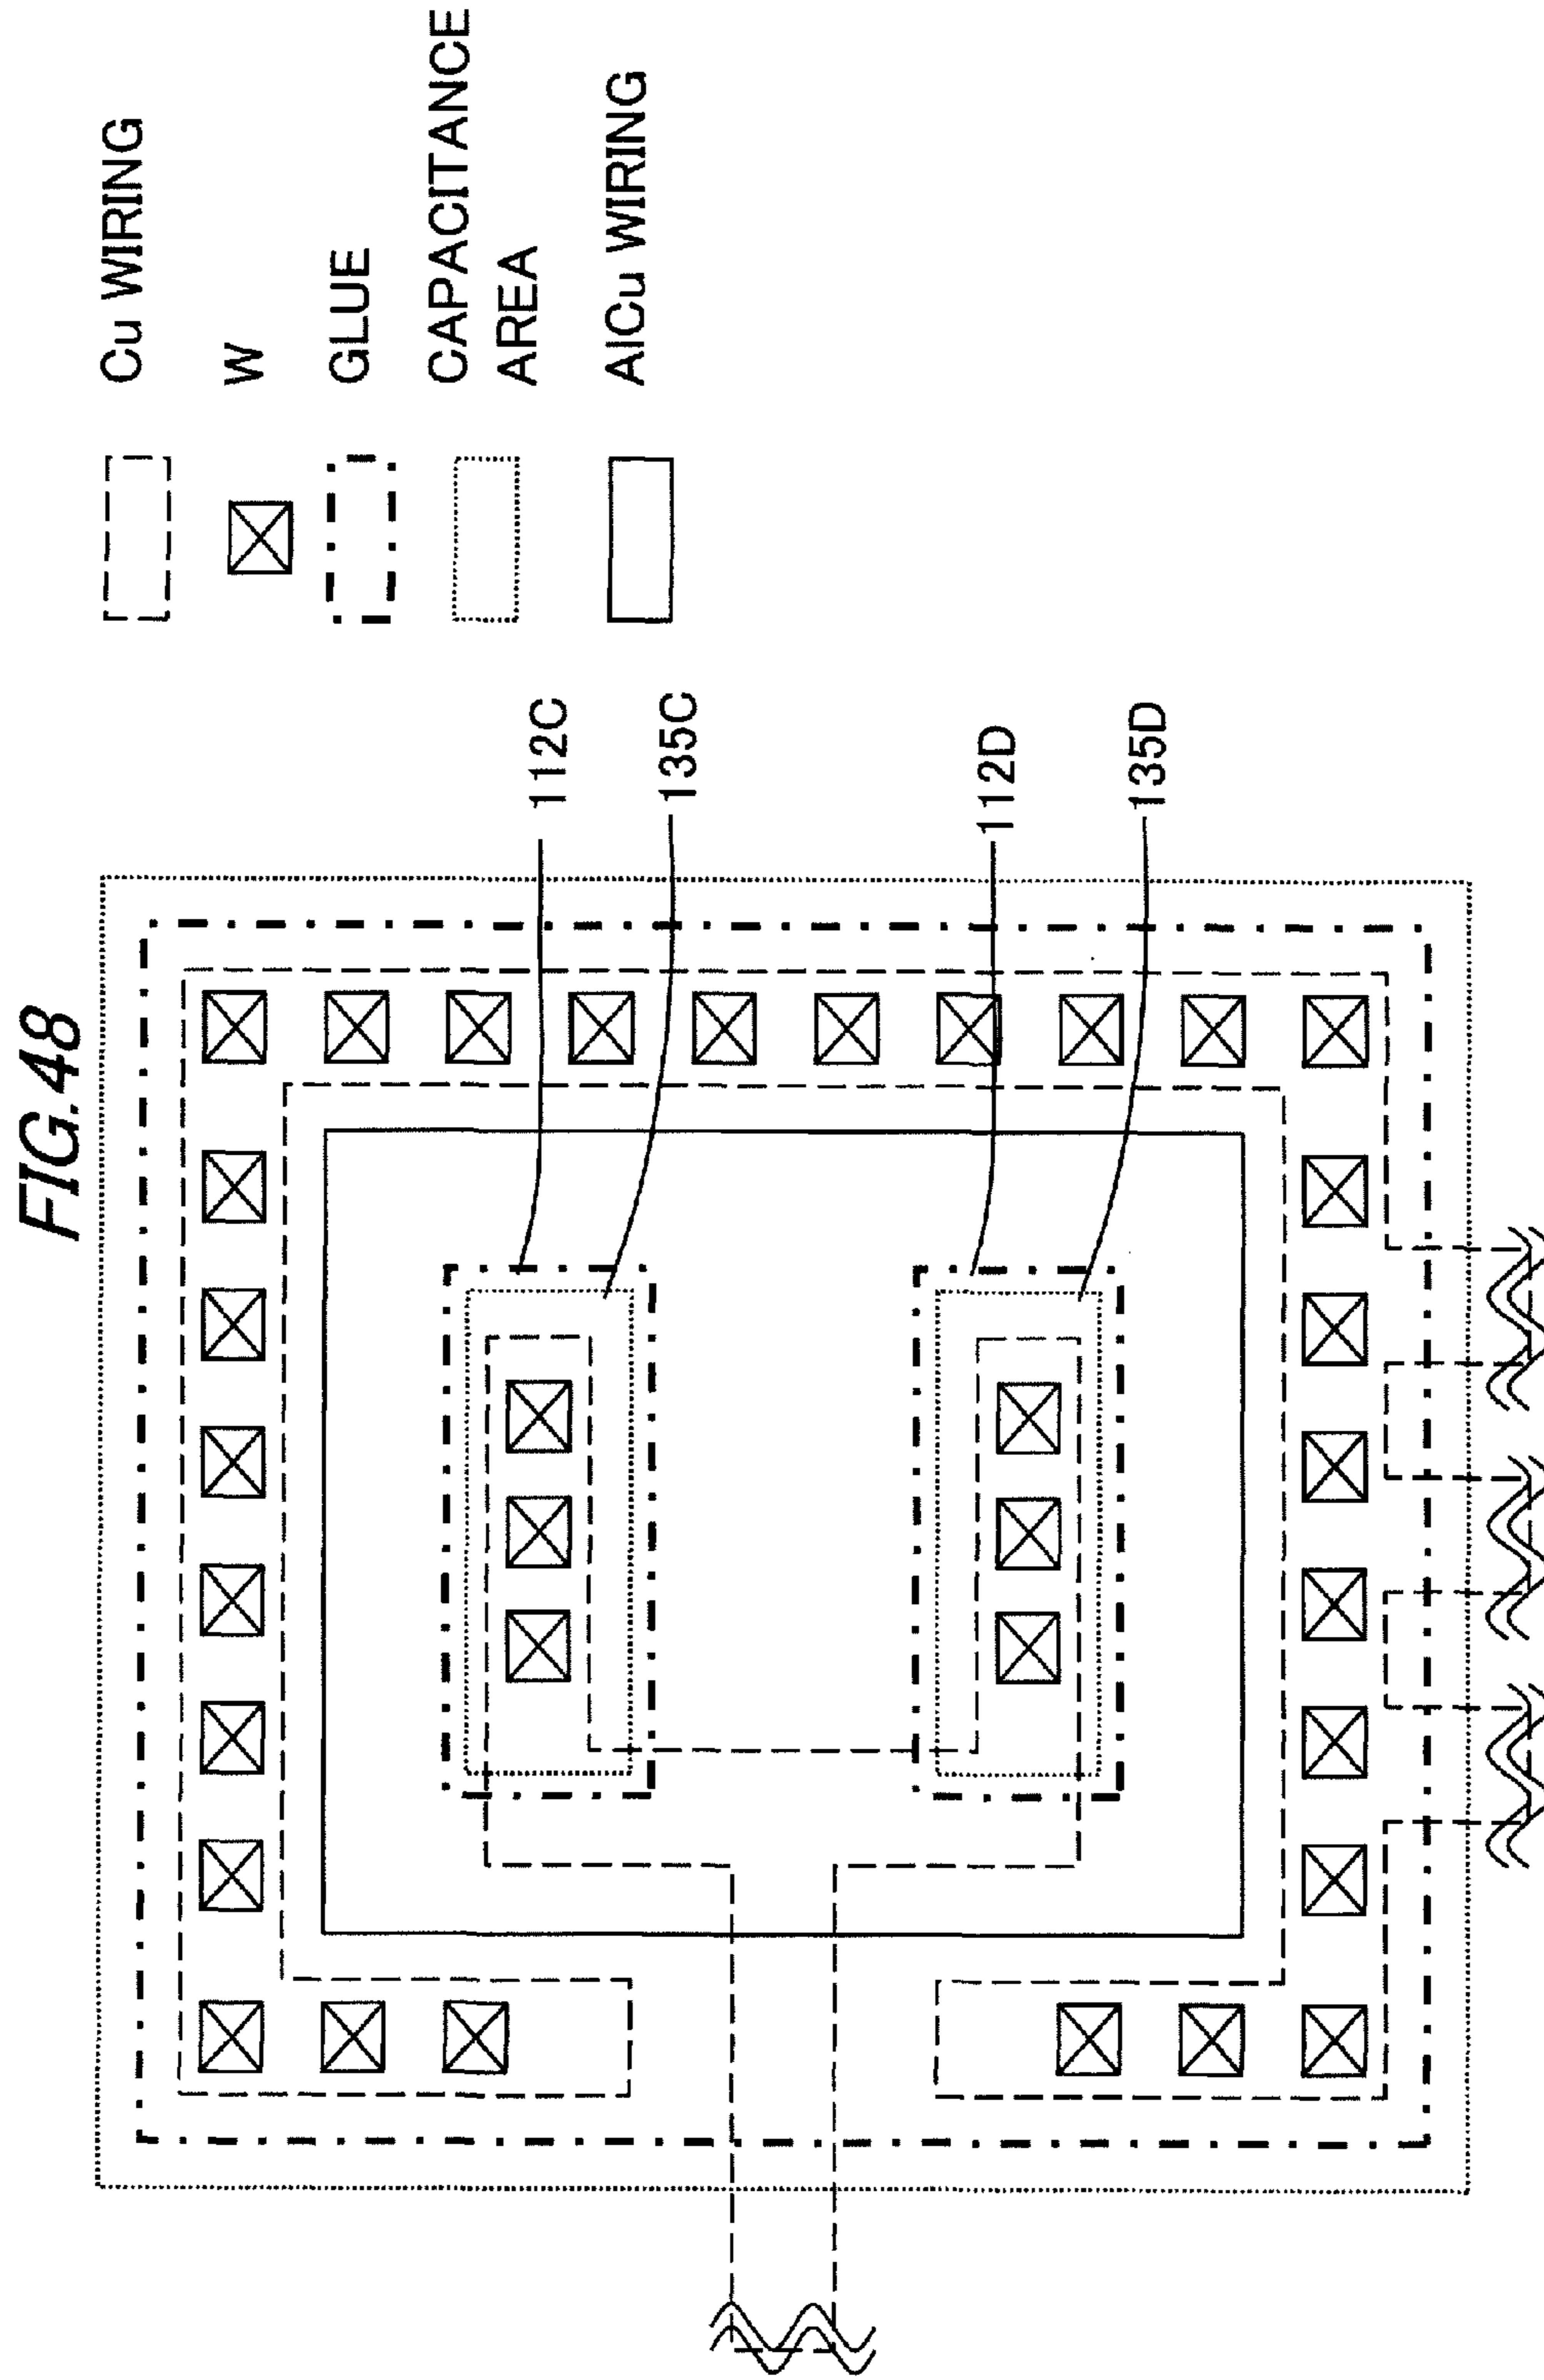 FIG.48
Cu WIRING
W
GLUE
CAPACITANCE
AREA
AlCu WIRING
112C
135C
112D
135D